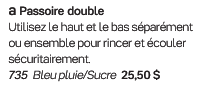 a Passoire double
Utilisez le haut et le bas séparément
ou ensemble pour rincer et écouler
sécuritairement.
735 Bleu pluie/Sucre 25,50 $